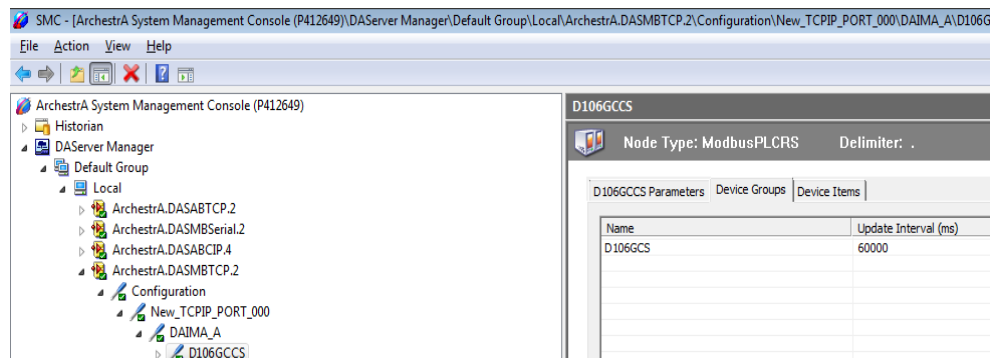 SMC - [ArchestrA System Management Console (P412649)\DAServer Manager\Default Group\Local\ArchestrA.DASMBTCP.2\Configuration\New_TCPIP_PORT_000\DAIMA_A\D106G
File Action View Help
ArchestrA System Management Console (P412649)
Historian
DAServer Manager
Default Group
Local
ArchestrA.DASABTCP.2
ArchestrA.DASMBSerial.2
ArchestrA.DASABCIP.4
ArchestrA.DASMBTCP.2
Configuration
New_TCPIP_PORT_000
DAIMA_A
D106GCCS
D106GCCS
Node Type: ModbusPLCRS Delimiter: .
D106GCCS Parameters Device Groups Device Items
Name Update Interval (ms)
D106GCS 60000